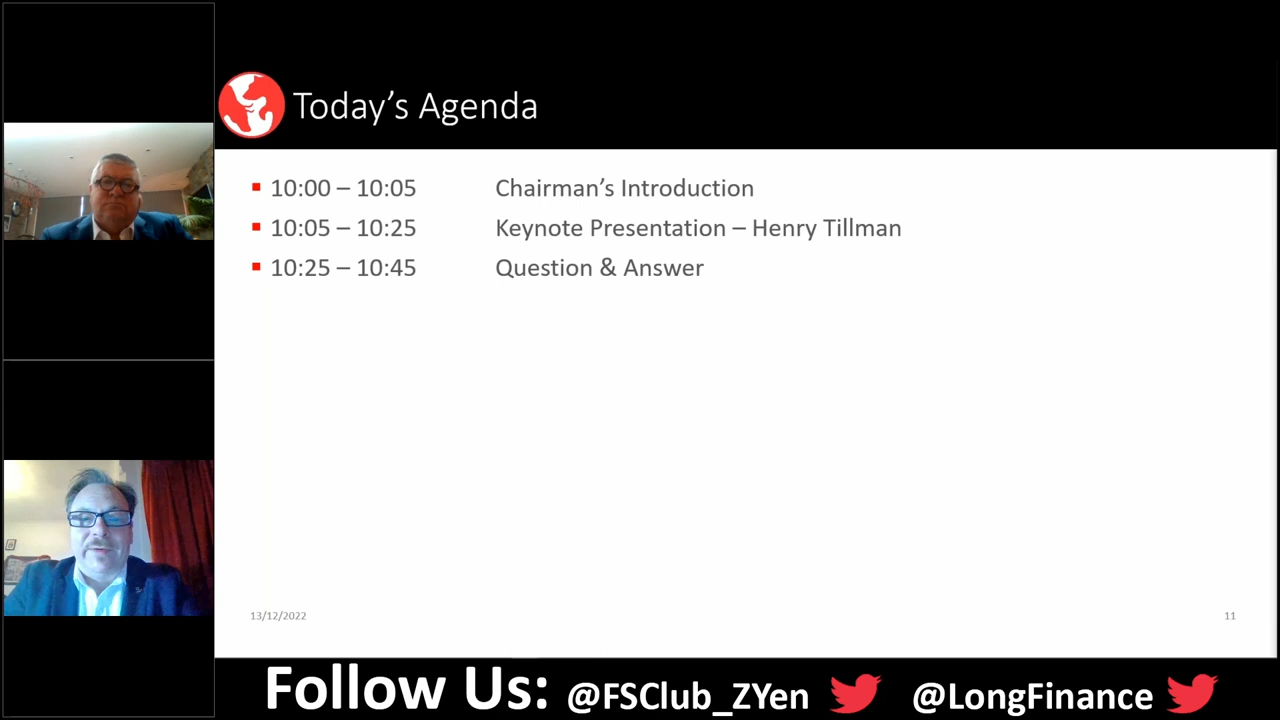 Today’s Agenda
10:00 – 10:05 Chairman’s Introduction
10:05 – 10:25 Keynote Presentation – Henry Tillman
10:25 – 10:45 Question & Answer
13/12/2022 11
Follow Us: @FSClub_ZYen @LongFinance